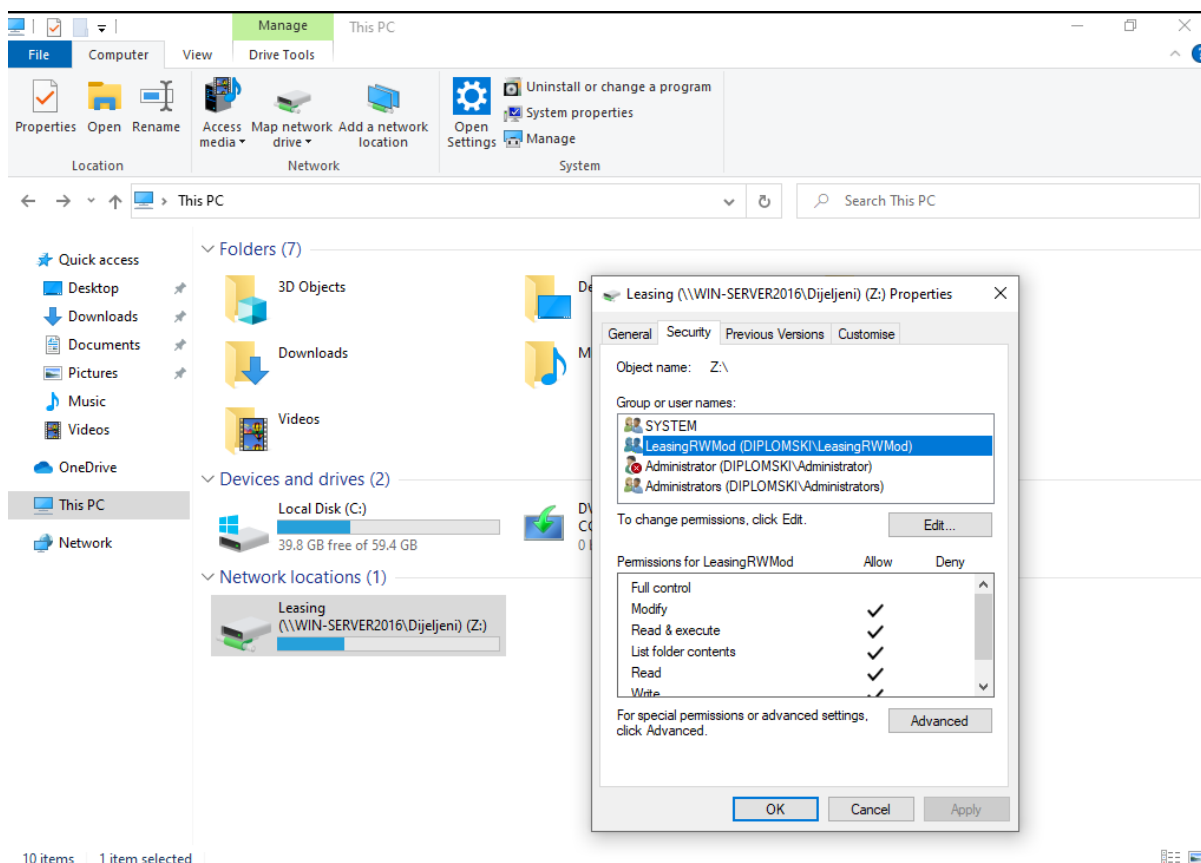 Manage This PC
File Computer View Drive Tools
Properties Open Rename
Access media Map network drive Add a network location
Open Settings
Uninstall or change a program
System properties
Manage
Location Network System
This PC Search This PC
Quick access
Desktop
Downloads
Documents
Pictures
Music
Videos
OneDrive
This PC
Network
Folders (7)
3D Objects
Downloads
Videos
Devices and drives (2)
Local Disk (C:)
39.8 GB free of 59.4 GB
Network locations (1)
Leasing
(\\WIN-SERVER2016\Dijeljeni) (Z:)
Leasing (\\WIN-SERVER2016\Dijeljeni) (Z:) Properties
General Security Previous Versions Customise
Object name: Z:\
Group or user names:
SYSTEM
LeasingRWMod (DIPLOMSKI\LeasingRWMod)
Administrator (DIPLOMSKI\Administrator)
Administrators (DIPLOMSKI\Administrators)
To change permissions, click Edit.
Edit...
Permissions for LeasingRWMod Allow Deny
Full control
Modify
Read & execute
List folder contents
Read
Write
For special permissions or advanced settings,
click Advanced.
Advanced
OK Cancel Apply
10 items 1 item selected